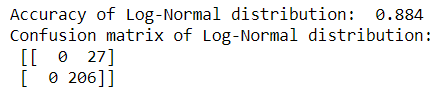 Accuracy of Log-Normal distribution:  0.884
Confusion matrix of Log-Normal distribution:
 [[  0  27]
 [  0 206]]